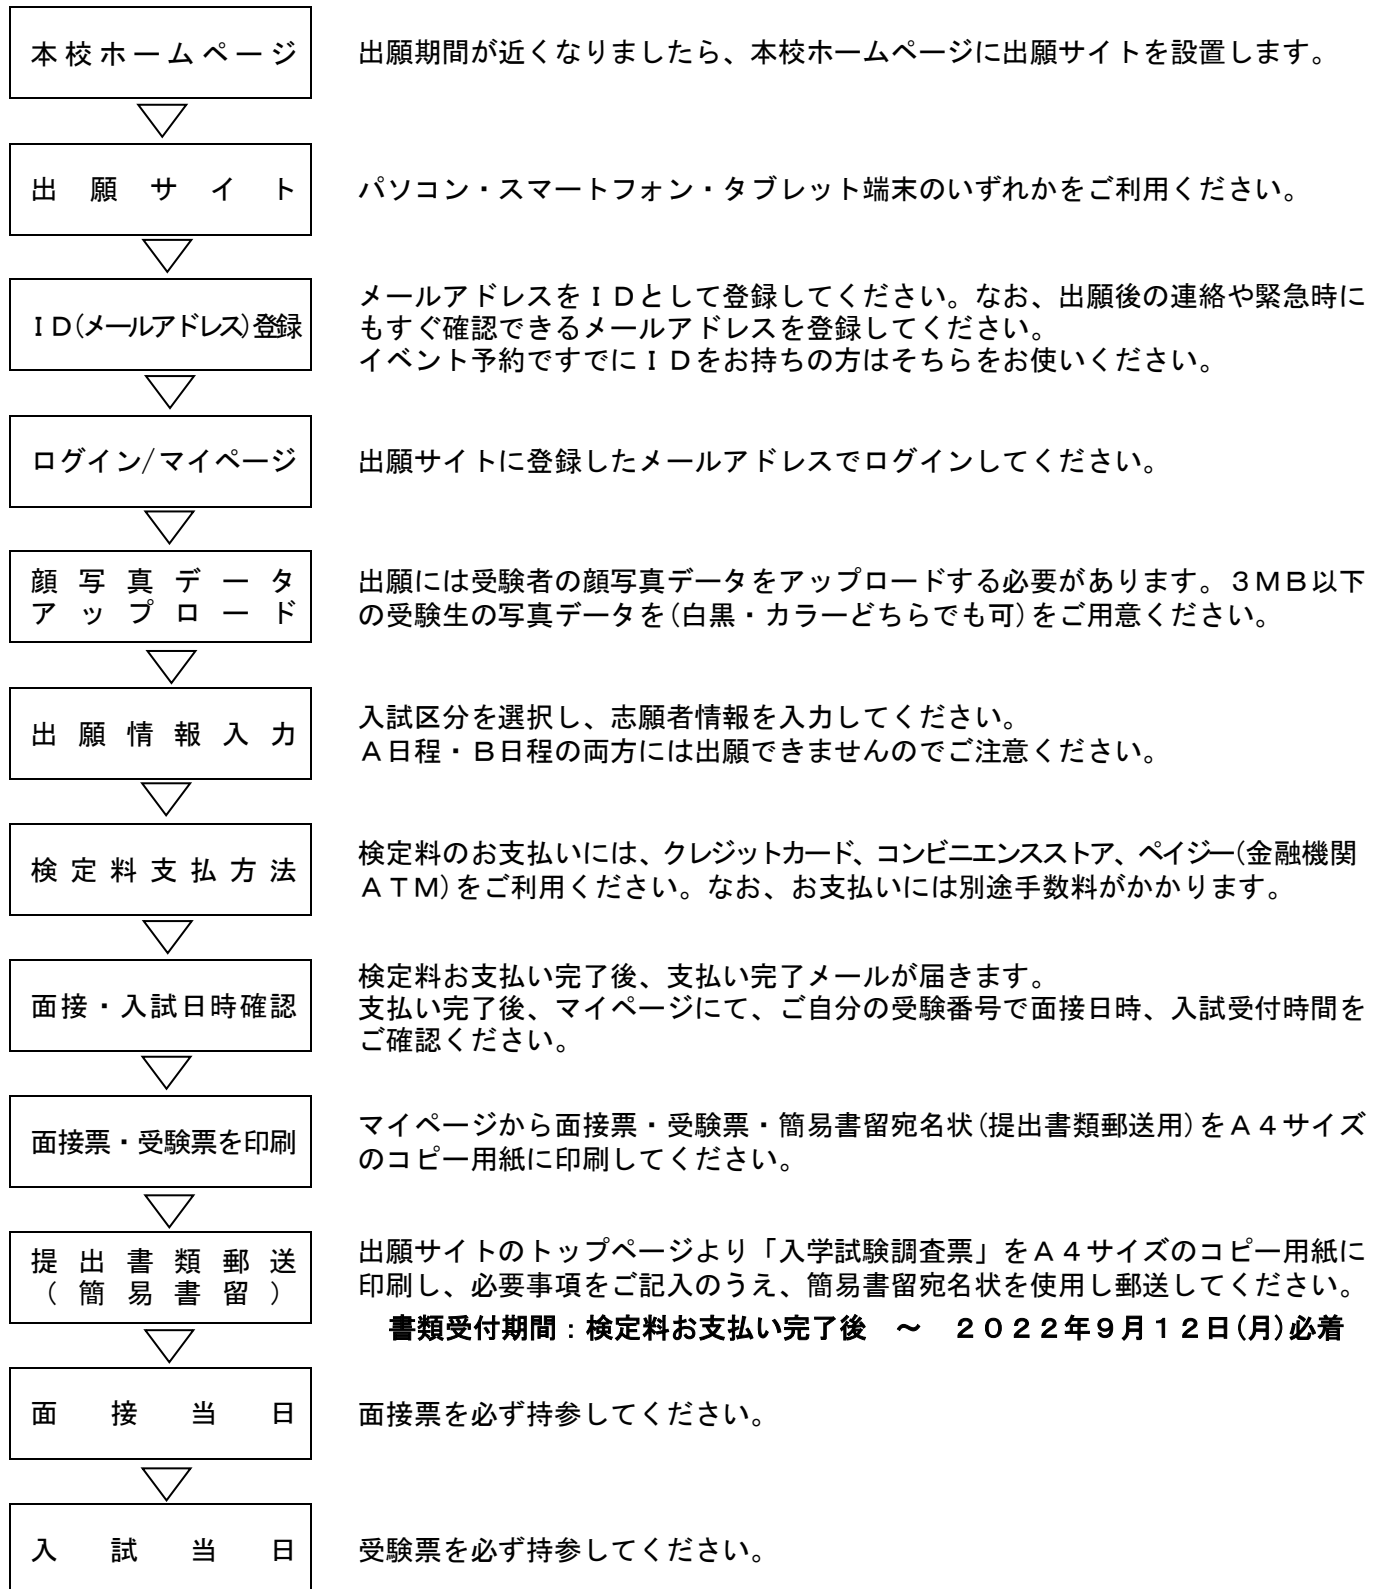 本校ホームページ
出願期間が近くなりましたら、本校ホームページに出願サイトを設置します。
出願サイト
パソコン・スマートフォン・タブレット端末のいずれかをご利用ください。
ＩＤ(メールアドレス)登録
メールアドレスをＩＤとして登録してください。なお、出願後の連絡や緊急時に
もすぐ確認できるメールアドレスを登録してください。
イベント予約ですでにＩＤをお持ちの方はそちらをお使いください。
ログイン/マイページ
出願サイトに登録したメールアドレスでログインしてください。
顔写真データ
アップロード
出願には受験者の顔写真データをアップロードする必要があります。３ＭＢ以下
の受験生の写真データを(白黒・カラーどちらでも可)をご用意ください。
出願情報入力
入試区分を選択し、志願者情報を入力してください。
Ａ日程・Ｂ日程の両方には出願できませんのでご注意ください。
検定料支払方法
検定料のお支払いには、クレジットカード、コンビニエンスストア、ペイジー(金融機関
ＡＴＭ)をご利用ください。なお、お支払いには別途手数料がかかります。
面接・入試日時確認
検定料お支払い完了後、支払い完了メールが届きます。
支払い完了後、マイページにて、ご自分の受験番号で面接日時、入試受付時間を
ご確認ください。
面接票・受験票を印刷
マイページから面接票・受験票・簡易書留宛名状(提出書類郵送用)をＡ４サイズ
のコピー用紙に印刷してください。
提出書類郵送
（簡易書留）
出願サイトのトップページより「入学試験調査票」をＡ４サイズのコピー用紙に
印刷し、必要事項をご記入のうえ、簡易書留宛名状を使用し郵送してください。
書類受付期間：検定料お支払い完了後　～　２０２２年９月１２日(月)必着
面接当日
面接票を必ず持参してください。
入試当日
受験票を必ず持参してください。